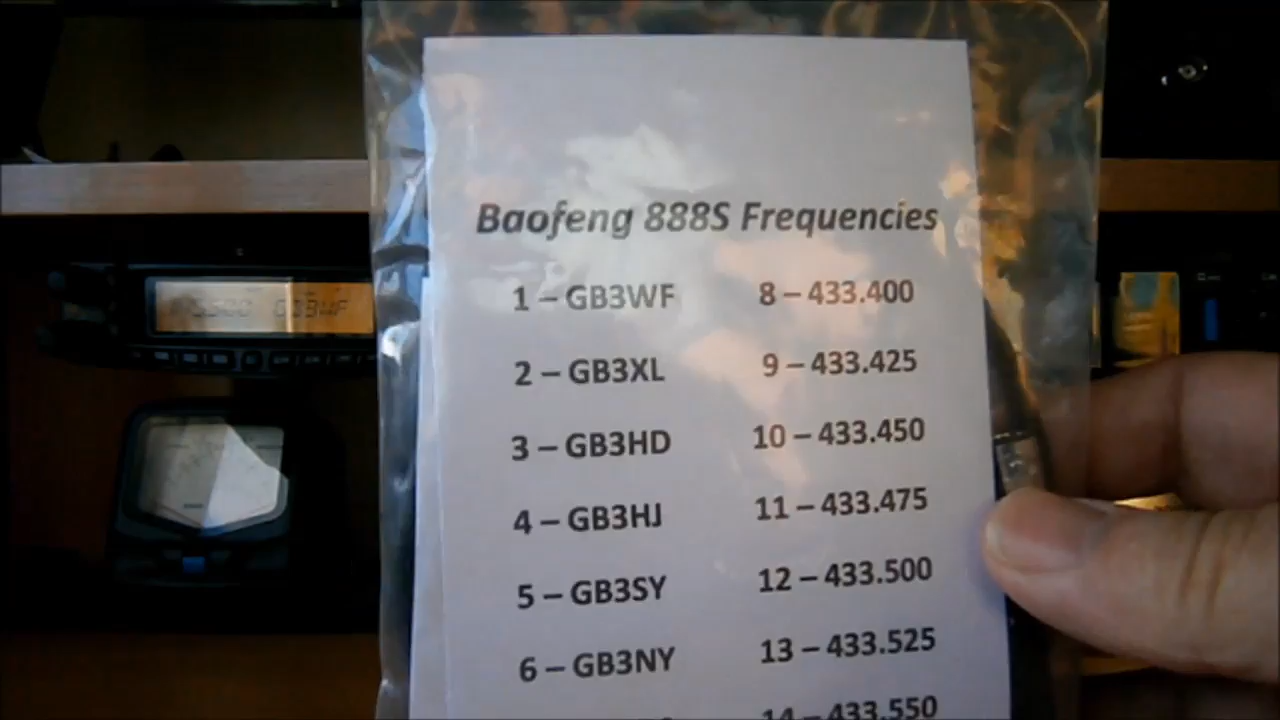 Baofeng 888S Frequencies
1 – GB3WF 8 – 433.400
2 – GB3XL 9 – 433.425
3 – GB3HD 10 – 433.450
4 – GB3HJ 11 – 433.475
5 – GB3SY 12 – 433.500
6 – GB3NY 13 – 433.525
14 – 433.550